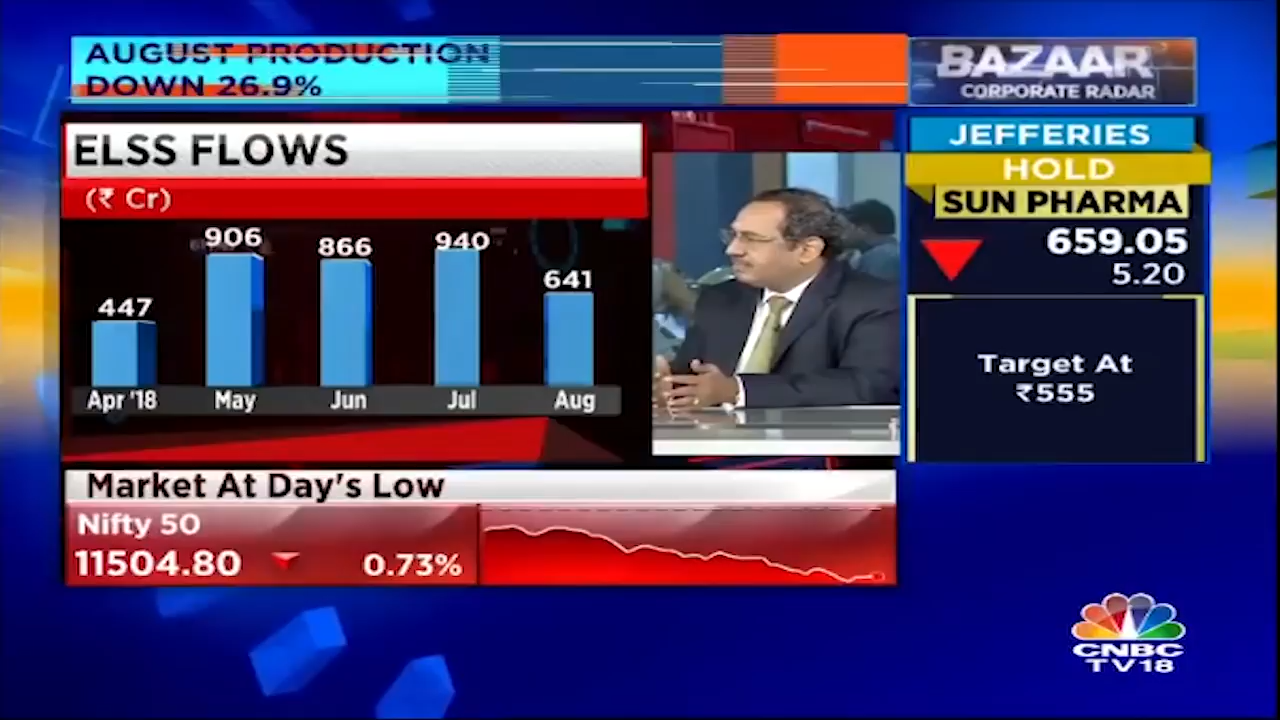 AUGUST PRODUCTION
DOWN 26.9%
BAZAAR
CORPORATE RADAR
ELSS FLOWS
(₹ Cr)
447
906
866
940
641
Apr '18
May
Jun
Jul
Aug
JEFFERIES
HOLD
SUN PHARMA
659.05
5.20
Target At
₹555
Market At Day's Low
Nifty 50
11504.80
0.73%
CNBC
TV18